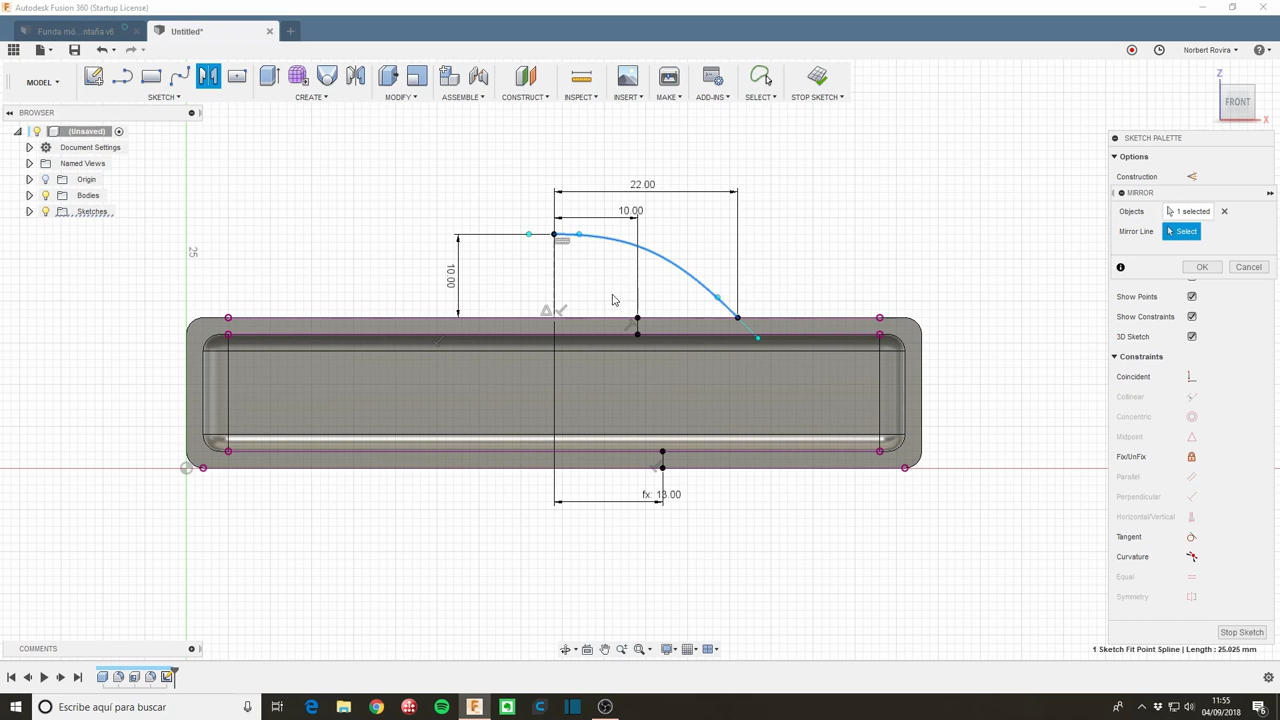 Autodesk Fusion 360 (Startup License)
Funda mó...ntaña v6
Untitled*
Norbert Rovira
MODEL
SKETCH
CREATE
MODIFY
ASSEMBLE
CONSTRUCT
INSPECT
INSERT
MAKE
ADD-INS
SELECT
STOP SKETCH
BROWSER
(Unsaved)
Document Settings
Named Views
Origin
Bodies
Sketches
Z
FRONT
X
SKETCH PALETTE
Options
Construction
MIRROR
Objects
1 selected
Mirror Line
Select
OK
Cancel
Show Points
Show Constraints
3D Sketch
Constraints
Coincident
Collinear
Concentric
Midpoint
Fix/UnFix
Parallel
Perpendicular
Horizontal/Vertical
Tangent
Curvature
Equal
Symmetry
Stop Sketch
22.00
10.00
10.00
25
fx: 13.00
COMMENTS
1 Sketch Fit Point Spline | Length : 25.025 mm
Escribe aquí para buscar
11:55
04/09/2018